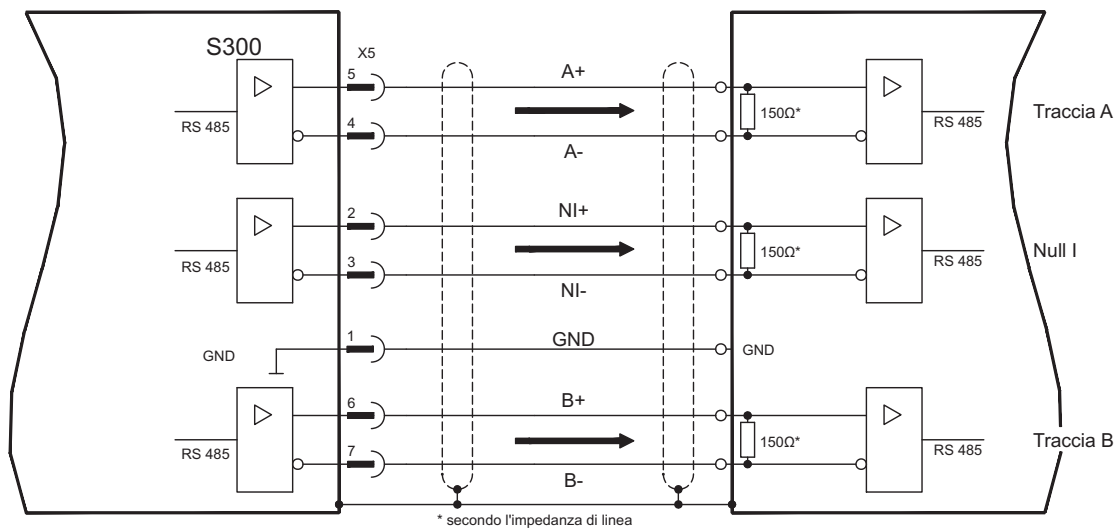 S300
X5
5
A+
RS 485
150Ω*
RS 485
Traccia A
4
A-
2
NI+
RS 485
150Ω*
RS 485
Null I
3
NI-
1
GND
GND
GND
6
B+
RS 485
150Ω*
RS 485
Traccia B
7
B-
* secondo l'impedanza di linea